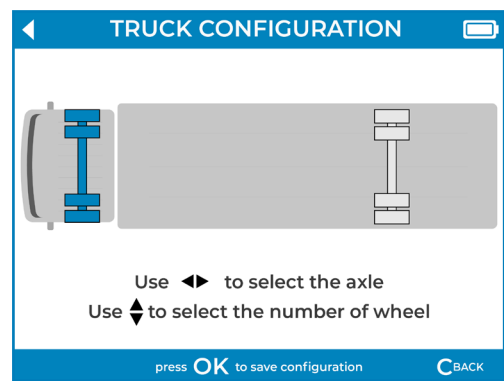 TRUCK CONFIGURATION
Use ◀▶ to select the axle
Use ▲▼ to select the number of wheel
press OK to save configuration
CBACK